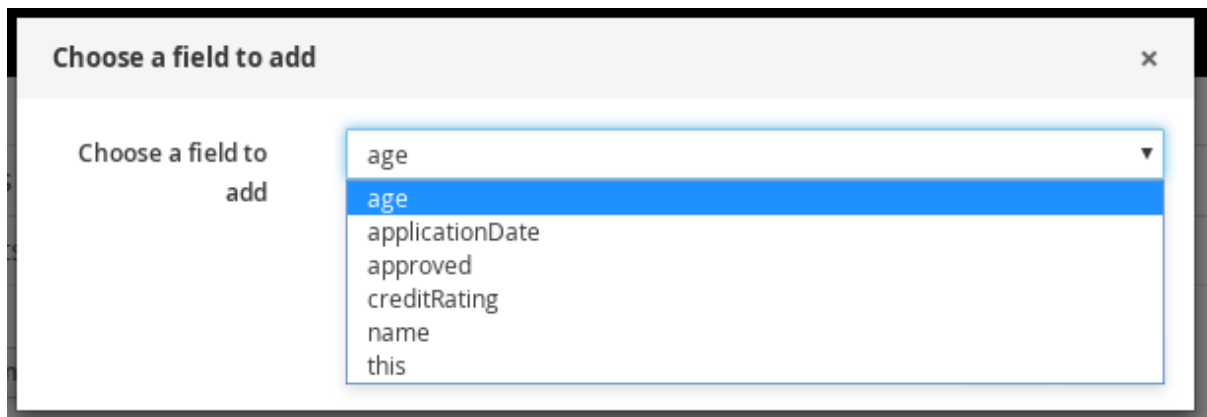 Choose a field to add ×
Choose a field to
add
age ▼
age
applicationDate
approved
creditRating
name
this